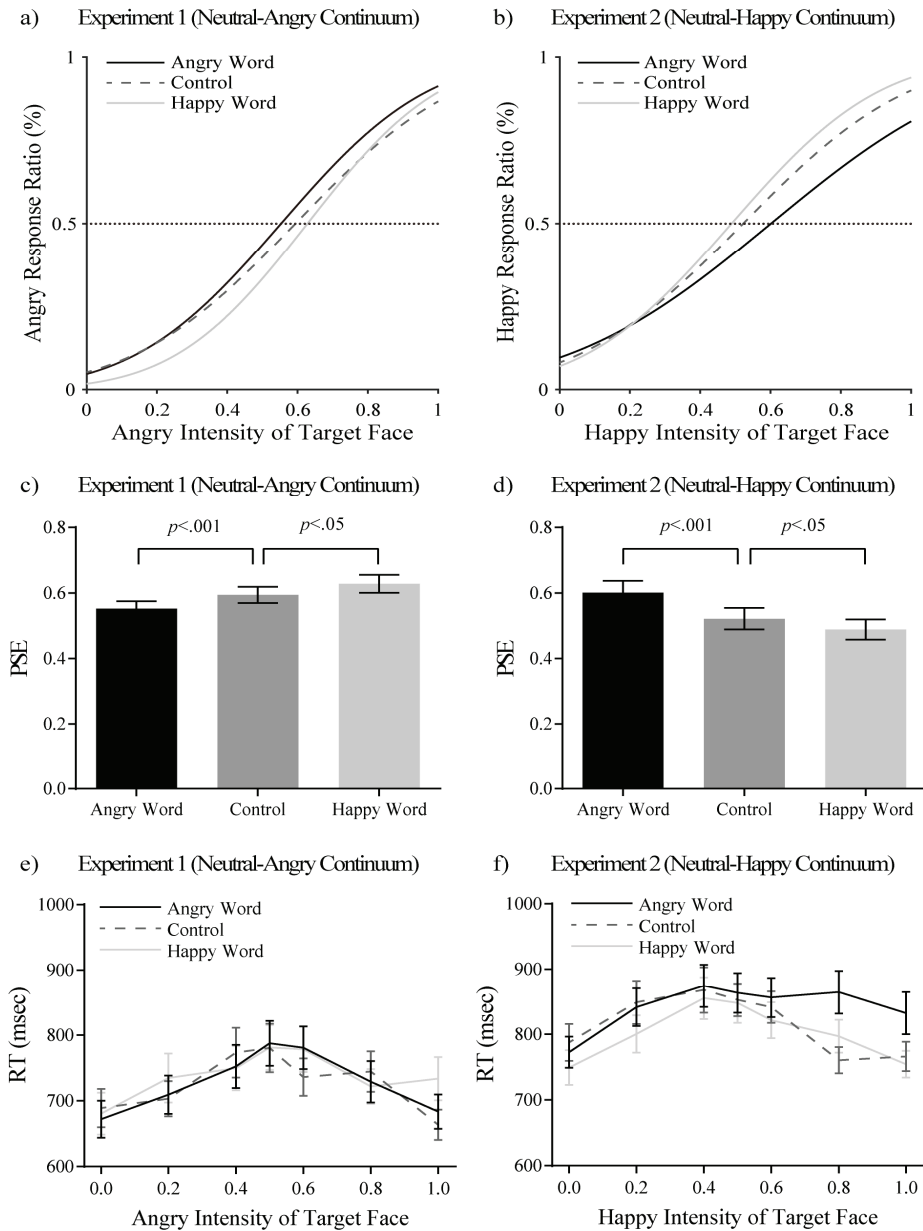 a) Experiment 1 (Neutral-Angry Continuum)
1
Angry Word
Control
Happy Word
Angry Response Ratio (%)
0.5
0
0 0.2 0.4 0.6 0.8 1
Angry Intensity of Target Face
b) Experiment 2 (Neutral-Happy Continuum)
1
Angry Word
Control
Happy Word
Happy Response Ratio (%)
0.5
0
0 0.2 0.4 0.6 0.8 1
Happy Intensity of Target Face
c) Experiment 1 (Neutral-Angry Continuum)
0.8
p<.001 p<.05
0.6
PSE
0.4
0.2
0.0
Angry Word Control Happy Word
d) Experiment 2 (Neutral-Happy Continuum)
0.8
p<.001 p<.05
0.6
PSE
0.4
0.2
0.0
Angry Word Control Happy Word
e) Experiment 1 (Neutral-Angry Continuum)
1000
Angry Word
Control
Happy Word
900
RT (msec)
800
700
600
0.0 0.2 0.4 0.6 0.8 1.0
Angry Intensity of Target Face
f) Experiment 2 (Neutral-Happy Continuum)
1000
Angry Word
Control
Happy Word
900
RT (msec)
800
700
600
0.0 0.2 0.4 0.6 0.8 1.0
Happy Intensity of Target Face